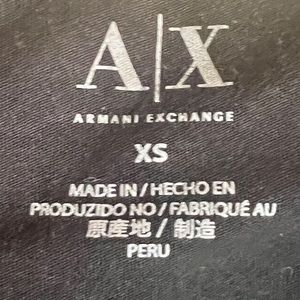 A|X
ARMANI EXCHANGE
XS
MADE IN / HECHO EN
PRODUZIDO NO / FABRIQUÉ AU
原産地 / 制造
PERU